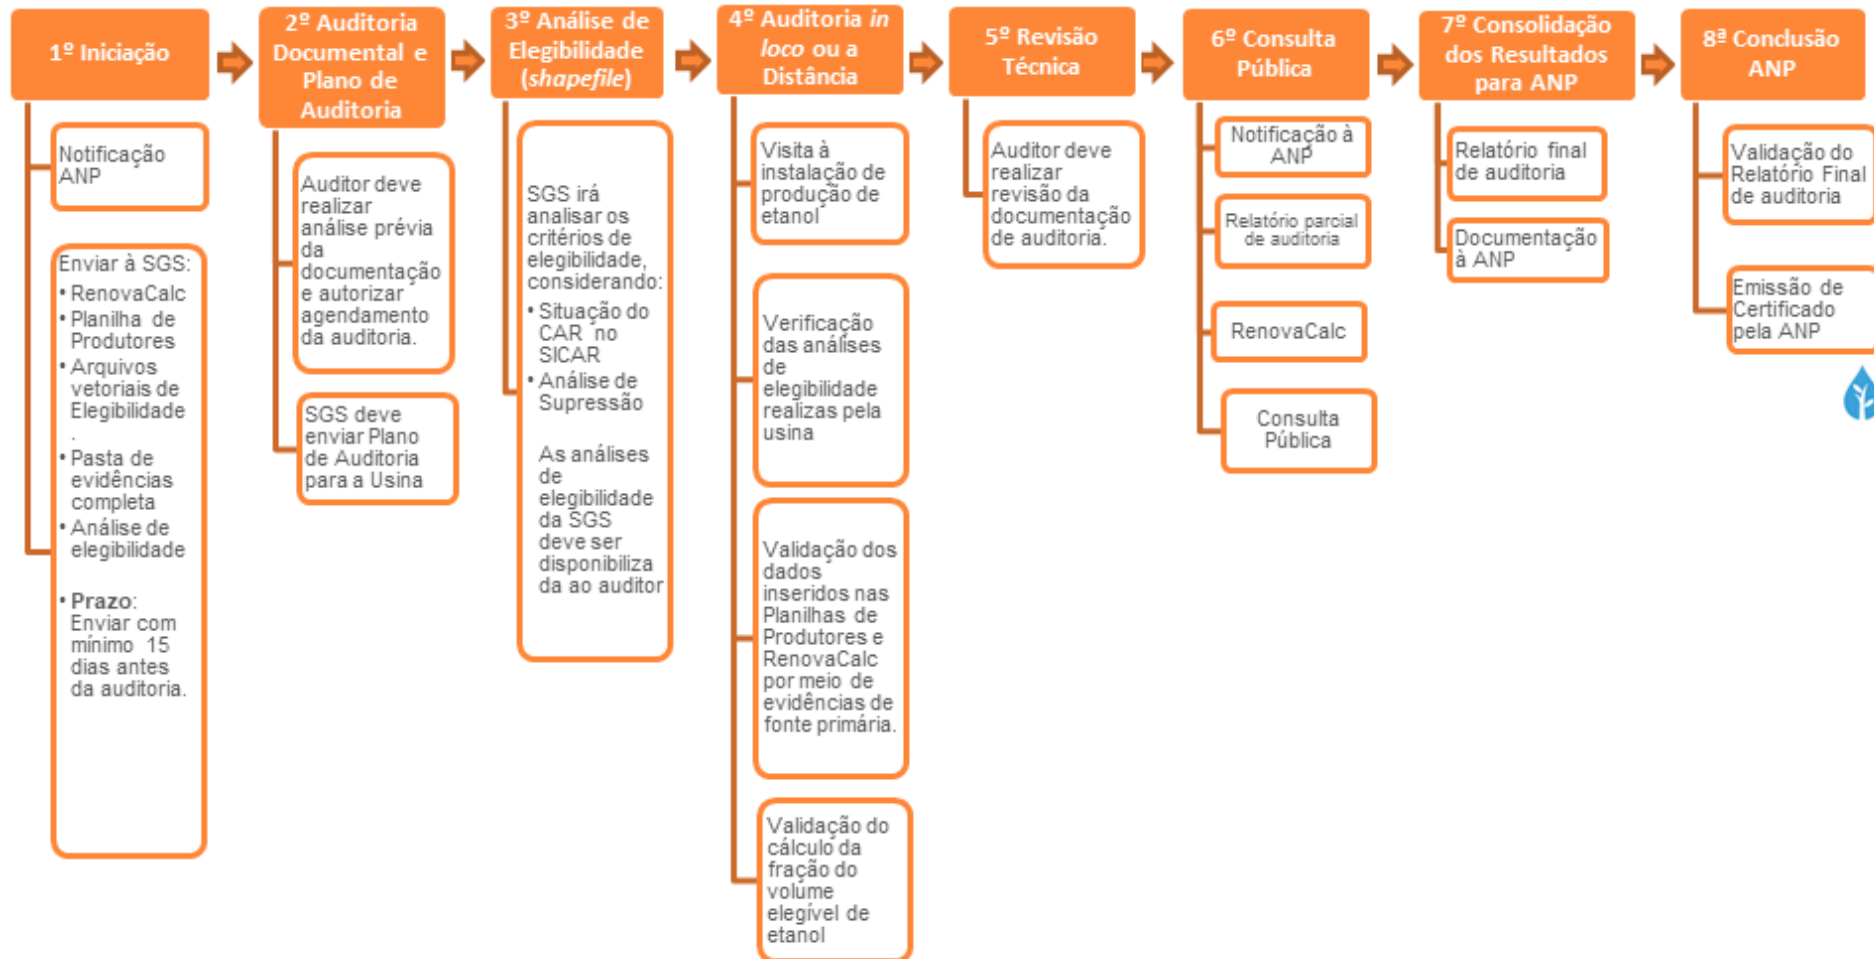 1º Iniciação
Notificação
ANP
Enviar à SGS:
• RenovaCalc
• Planilha de
Produtores
• Arquivos
vetoriais de
Elegibilidade
.
• Pasta de
evidências
completa
• Análise de
elegibilidade
• Prazo:
Enviar com
mínimo 15
dias antes
da auditoria.
2º Auditoria
Documental e
Plano de
Auditoria
Auditor deve
realizar
análise prévia
da
documentação
e autorizar
agendamento
da auditoria.
SGS deve
enviar Plano
de Auditoria
para a Usina
3º Análise de
Elegibilidade
(shapefile)
SGS irá
analisar os
critérios de
elegibilidade,
considerando:
• Situação do
CAR no
SICAR
• Análise de
Supressão
As análises
de
elegibilidade
da SGS
deve ser
disponibiliza
da ao auditor
4º Auditoria in
loco ou a
Distância
Visita à
instalação de
produção de
etanol
Verificação
das análises
de
elegibilidade
realizas pela
usina
Validação dos
dados
inseridos nas
Planilhas de
Produtores e
RenovaCalc
por meio de
evidências de
fonte primária.
Validação do
cálculo da
fração do
volume
elegível de
etanol
5º Revisão
Técnica
Auditor deve
realizar
revisão da
documentação
de auditoria.
6º Consulta
Pública
Notificação à
ANP
Relatório parcial
de auditoria
RenovaCalc
Consulta
Pública
7º Consolidação
dos Resultados
para ANP
Relatório final
de auditoria
Documentação
à ANP
8ª Conclusão
ANP
Validação do
Relatório Final
de auditoria
Emissão de
Certificado
pela ANP